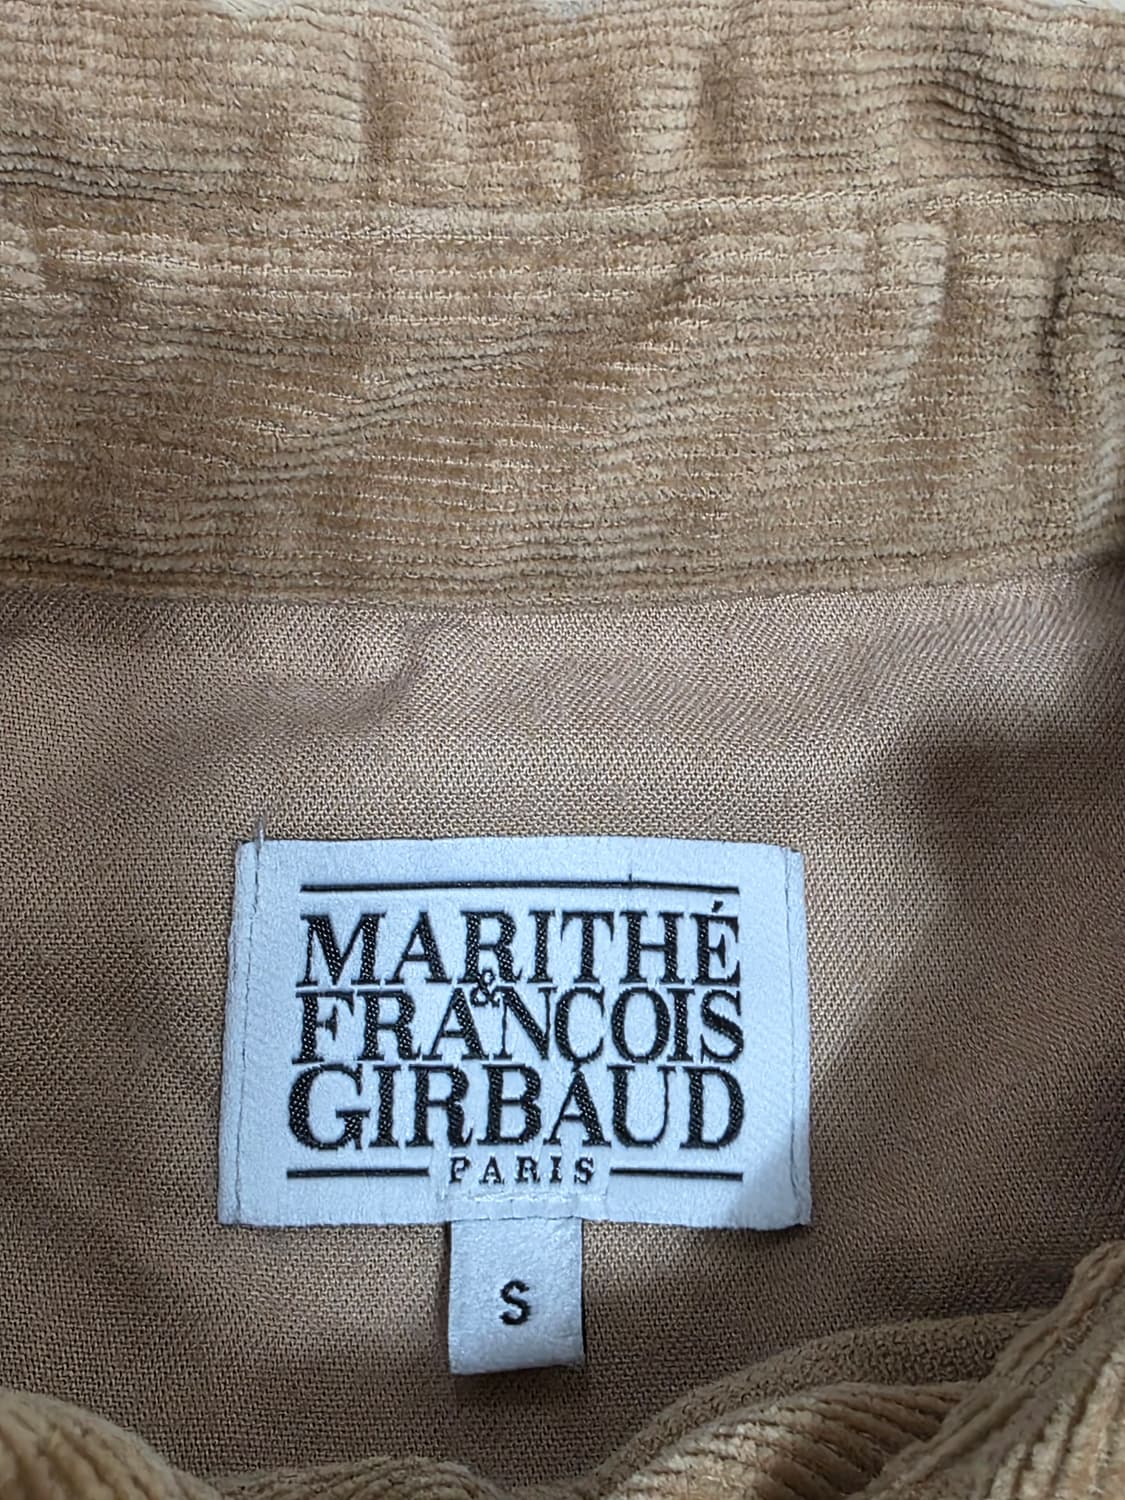 MARITHÉ
&
FRANÇOIS
GIRBAUD
PARIS
S